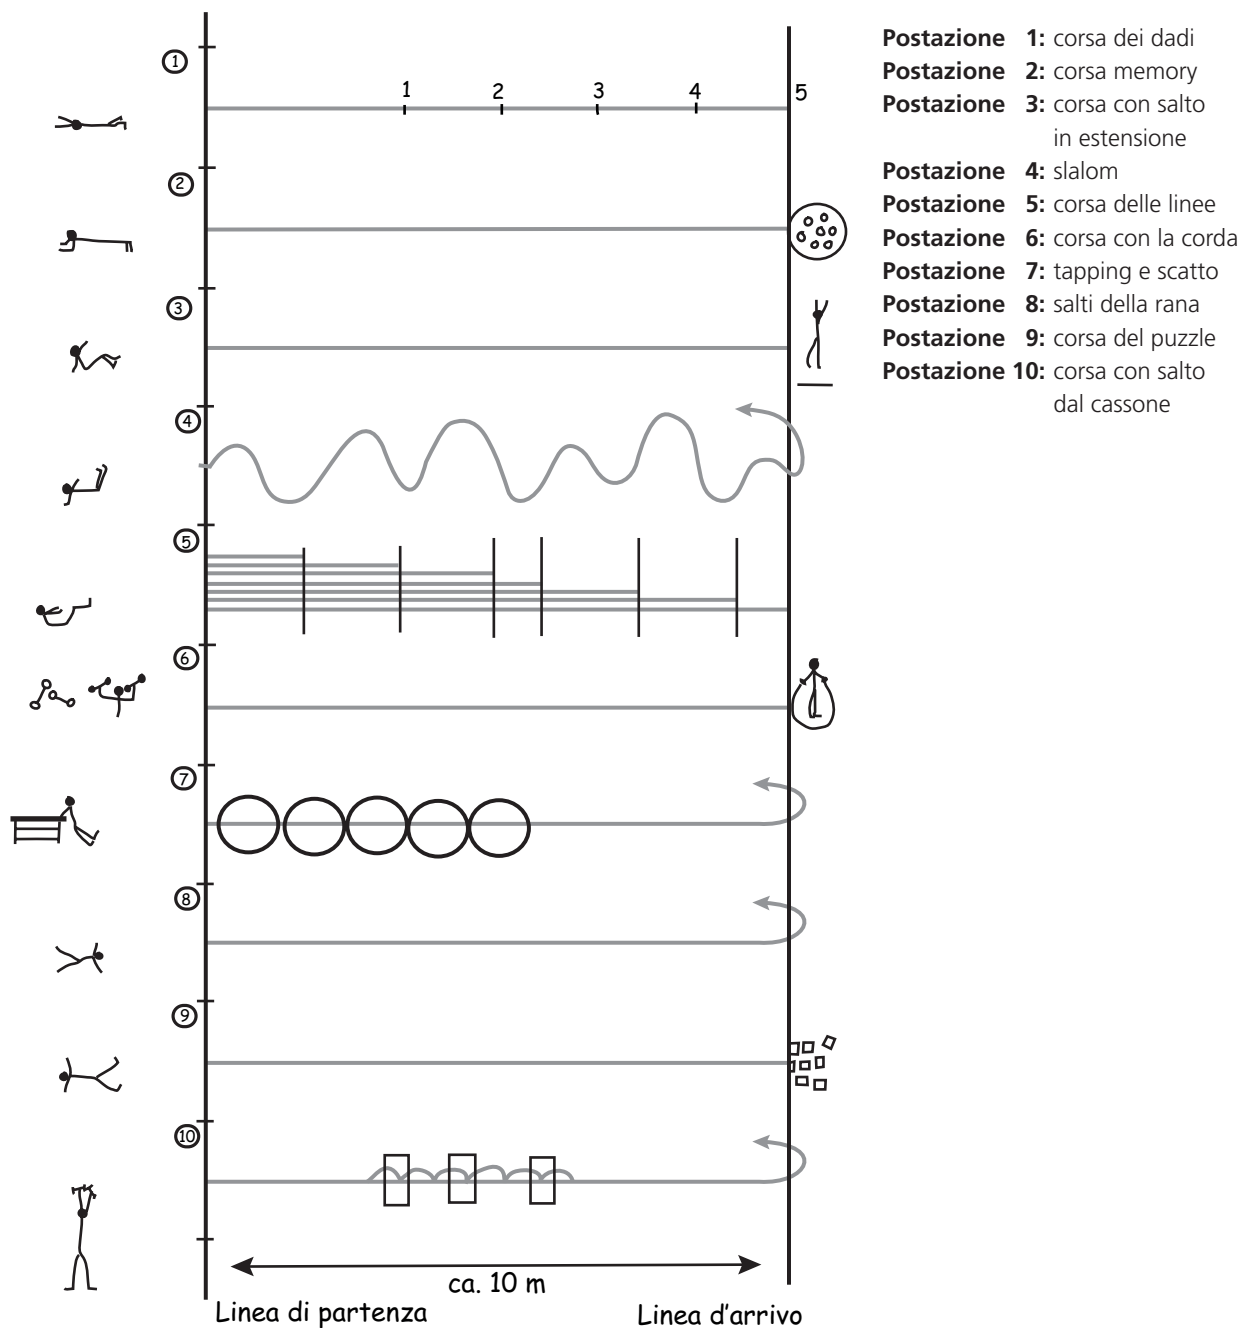 1
1 2 3 4 5
2
3
4
5
6
7
8
9
10
ca. 10 m
Linea di partenza
Linea d'arrivo
Postazione 1: corsa dei dadi
Postazione 2: corsa memory
Postazione 3: corsa con salto
in estensione
Postazione 4: slalom
Postazione 5: corsa delle linee
Postazione 6: corsa con la corda
Postazione 7: tapping e scatto
Postazione 8: salti della rana
Postazione 9: corsa del puzzle
Postazione 10: corsa con salto
dal cassone